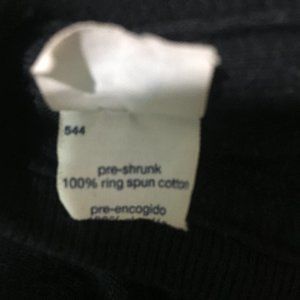 544
pre-shrunk
100% ring spun cotton
pre-encogido